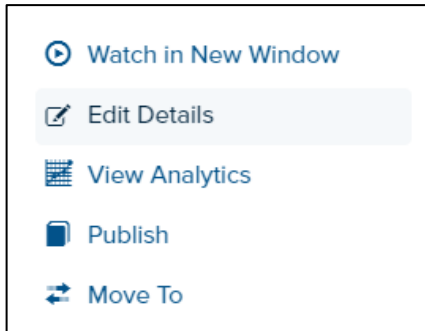 Watch in New Window
Edit Details
View Analytics
Publish
Move To